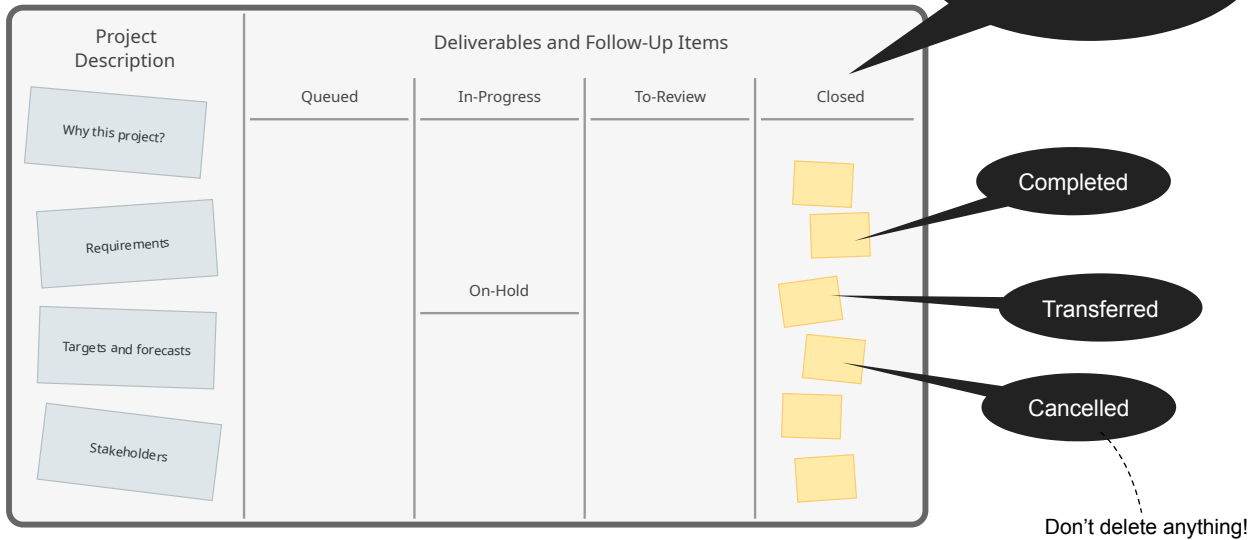 Project
Description
Deliverables and Follow-Up Items
Queued
In-Progress
To-Review
Closed
Why this project?
Requirements
Targets and forecasts
Stakeholders
On-Hold
Completed
Transferred
Cancelled
Don’t delete anything!